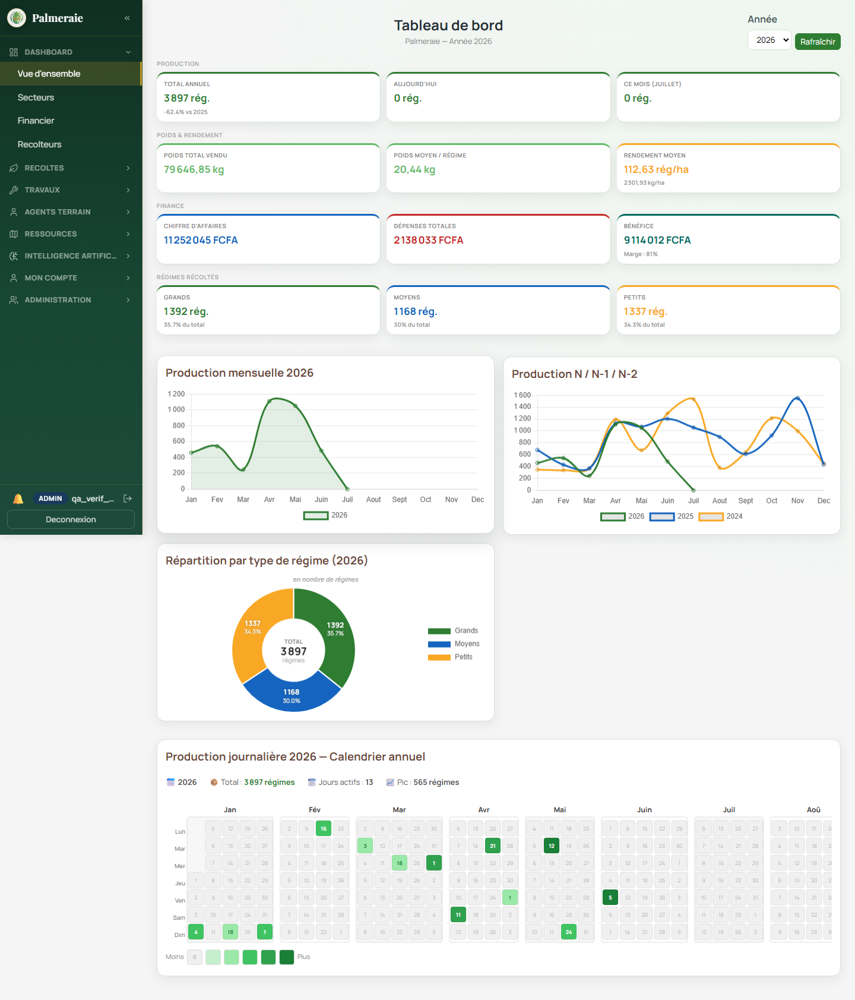 Palmeraie
«
DASHBOARD
Vue d'ensemble
Secteurs
Financier
Recolteurs
RECOLTES
TRAVAUX
AGENTS TERRAIN
RESSOURCES
INTELLIGENCE ARTIFIC...
MON COMPTE
ADMINISTRATION
ADMIN qa_verif_...
Deconnexion
Tableau de bord
Palmeraie — Année 2026
Année
2026 Rafraîchir
PRODUCTION
TOTAL ANNUEL
3 897 rég.
-62.4% vs 2025
AUJOURD'HUI
0 rég.
CE MOIS (JUILLET)
0 rég.
POIDS & RENDEMENT
POIDS TOTAL VENDU
79 646,85 kg
POIDS MOYEN / RÉGIME
20,44 kg
RENDEMENT MOYEN
112,63 rég/ha
2301,93 kg/ha
FINANCE
CHIFFRE D'AFFAIRES
11 252 045 FCFA
DÉPENSES TOTALES
2 138 033 FCFA
BÉNÉFICE
9 114 012 FCFA
Marge : 81%
RÉGIMES RÉCOLTÉS
GRANDS
1 392 rég.
35.7% du total
MOYENS
1 168 rég.
30% du total
PETITS
1 337 rég.
34.3% du total
Production mensuelle 2026
1 200
1 000
800
600
400
200
0
Jan Fev Mar Avr Mai Juin Juil Aout Sept Oct Nov Dec
2026
Production N / N-1 / N-2
1 600
1 400
1 200
1 000
800
600
400
200
0
Jan Fev Mar Avr Mai Juin Juil Aout Sept Oct Nov Dec
2026 2025 2024
Répartition par type de régime (2026)
en nombre de régimes
1 337
34.3%
1 392
35.7%
TOTAL
3 897
régimes
1 168
30.0%
Grands
Moyens
Petits
Production journalière 2026 — Calendrier annuel
2026 Total : 3 897 régimes Jours actifs : 13 Pic : 565 régimes
Jan Fév Mar Avr Mai Juin Juil Aoû
Lun 5 12 19 26 2 9 16 23 2 9 16 23 30 6 13 20 27 4 11 18 25 1 8 15 22 29 6 13 20 27 3 10 17
Mar 6 13 20 27 3 10 17 24 3 10 17 24 31 7 14 21 28 5 12 19 26 2 9 16 23 30 7 14 21 28 4 11 18
Mer 7 14 21 28 4 11 18 25 4 11 18 25 1 8 15 22 29 6 13 20 27 3 10 17 24 1 8 15 22 29 5 12 19
Jeu 1 8 15 22 29 5 12 19 26 5 12 19 26 2 9 16 23 30 7 14 21 28 4 11 18 25 2 9 16 23 30 6 13 20
Ven 2 9 16 23 30 6 13 20 27 6 13 20 27 3 10 17 24 1 8 15 22 29 5 12 19 26 3 10 17 24 31 7 14 21
Sam 3 10 17 24 31 7 14 21 28 7 14 21 28 4 11 18 25 2 9 16 23 30 6 13 20 27 4 11 18 25 1 8 15 22
Dim 4 11 18 25 1 8 15 22 1 8 15 22 29 5 12 19 26 3 10 17 24 31 7 14 21 28 5 12 19 26 2 9 16 23
Moins 0 Plus